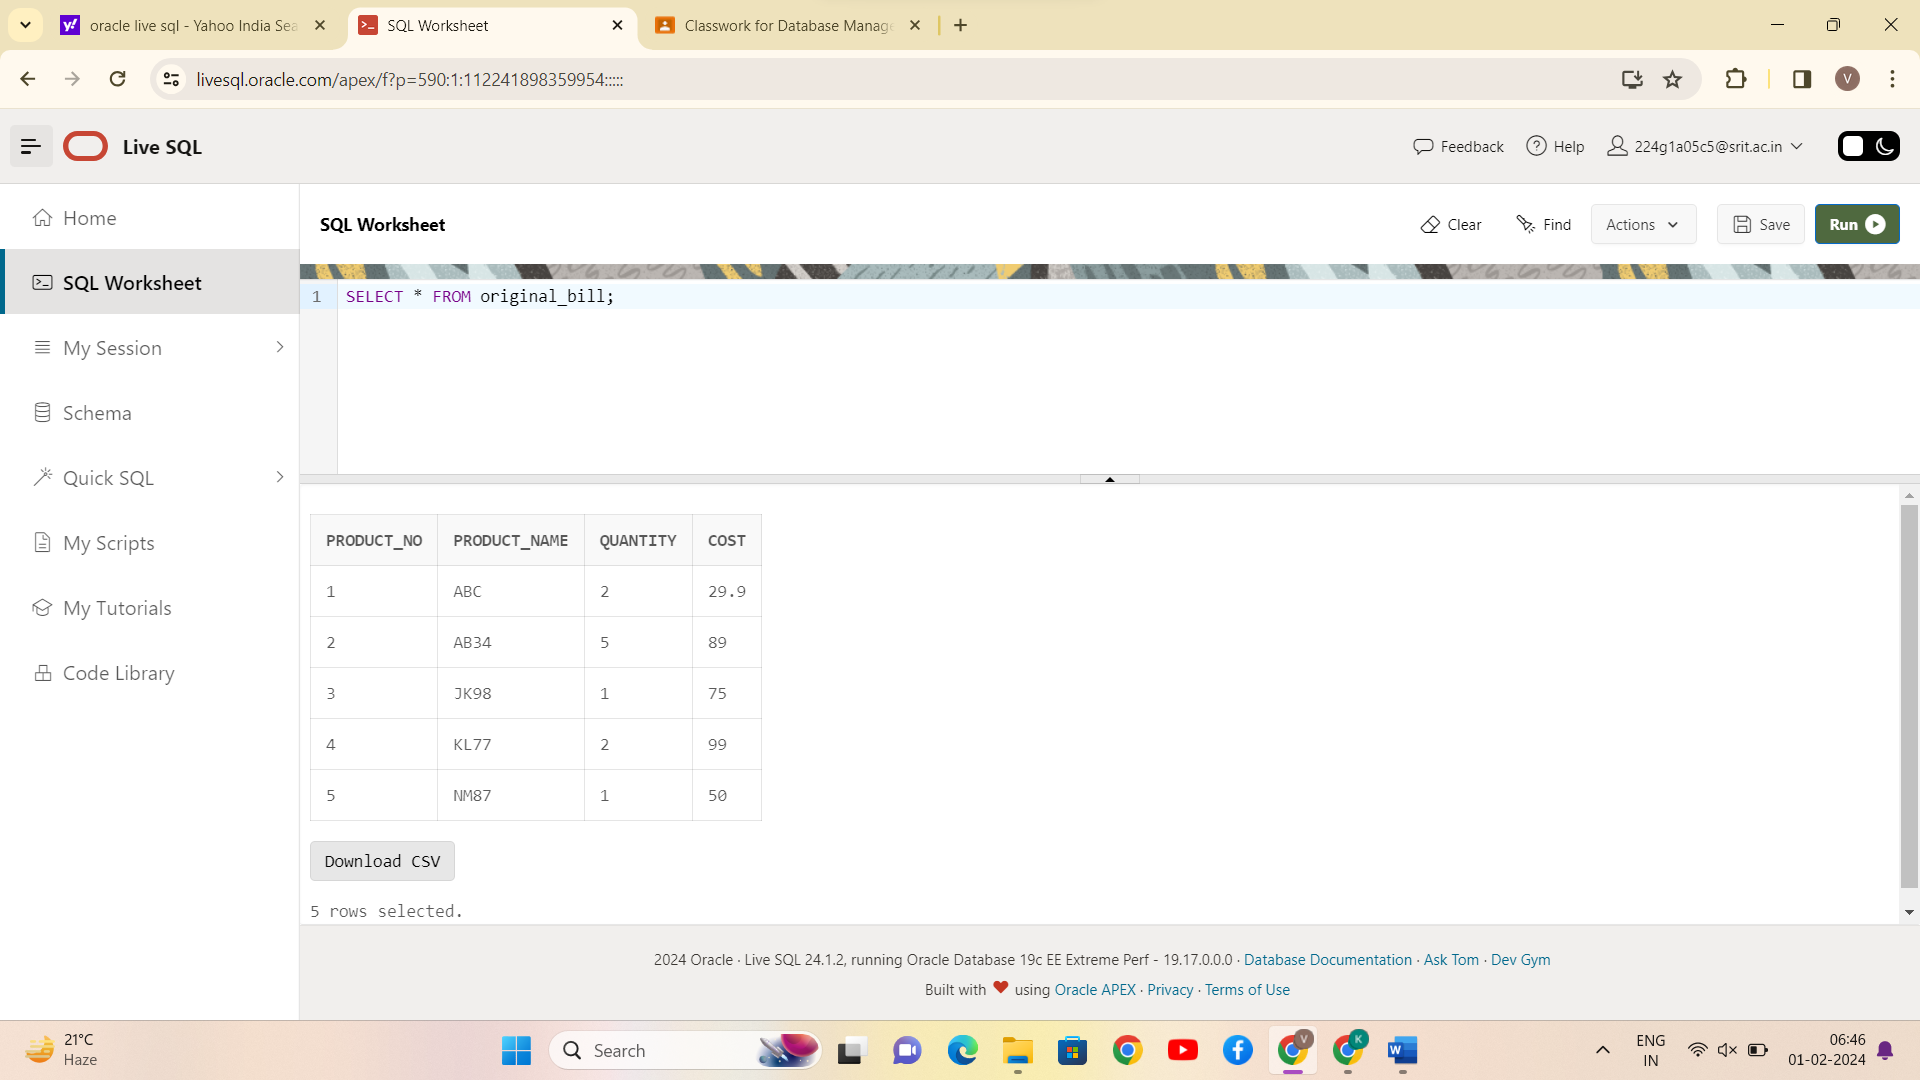 oracle live sql - Yahoo India Sea
SQL Worksheet
Classwork for Database Manage
livesql.oracle.com/apex/f?p=590:1:112241898359954:::::
V
Live SQL
Feedback
Help
224g1a05c5@srit.ac.in
Home
SQL Worksheet
My Session
Schema
Quick SQL
My Scripts
My Tutorials
Code Library
SQL Worksheet
Clear
Find
Actions
Save
Run
1 SELECT * FROM original_bill;
PRODUCT_NO PRODUCT_NAME QUANTITY COST
1 ABC 2 29.9
2 AB34 5 89
3 JK98 1 75
4 KL77 2 99
5 NM87 1 50
Download CSV
5 rows selected.
2024 Oracle · Live SQL 24.1.2, running Oracle Database 19c EE Extreme Perf - 19.17.0.0.0 · Database Documentation · Ask Tom · Dev Gym
Built with ❤ using Oracle APEX · Privacy · Terms of Use
21°C
Haze
Search
V
K
W
ENG
IN
06:46
01-02-2024